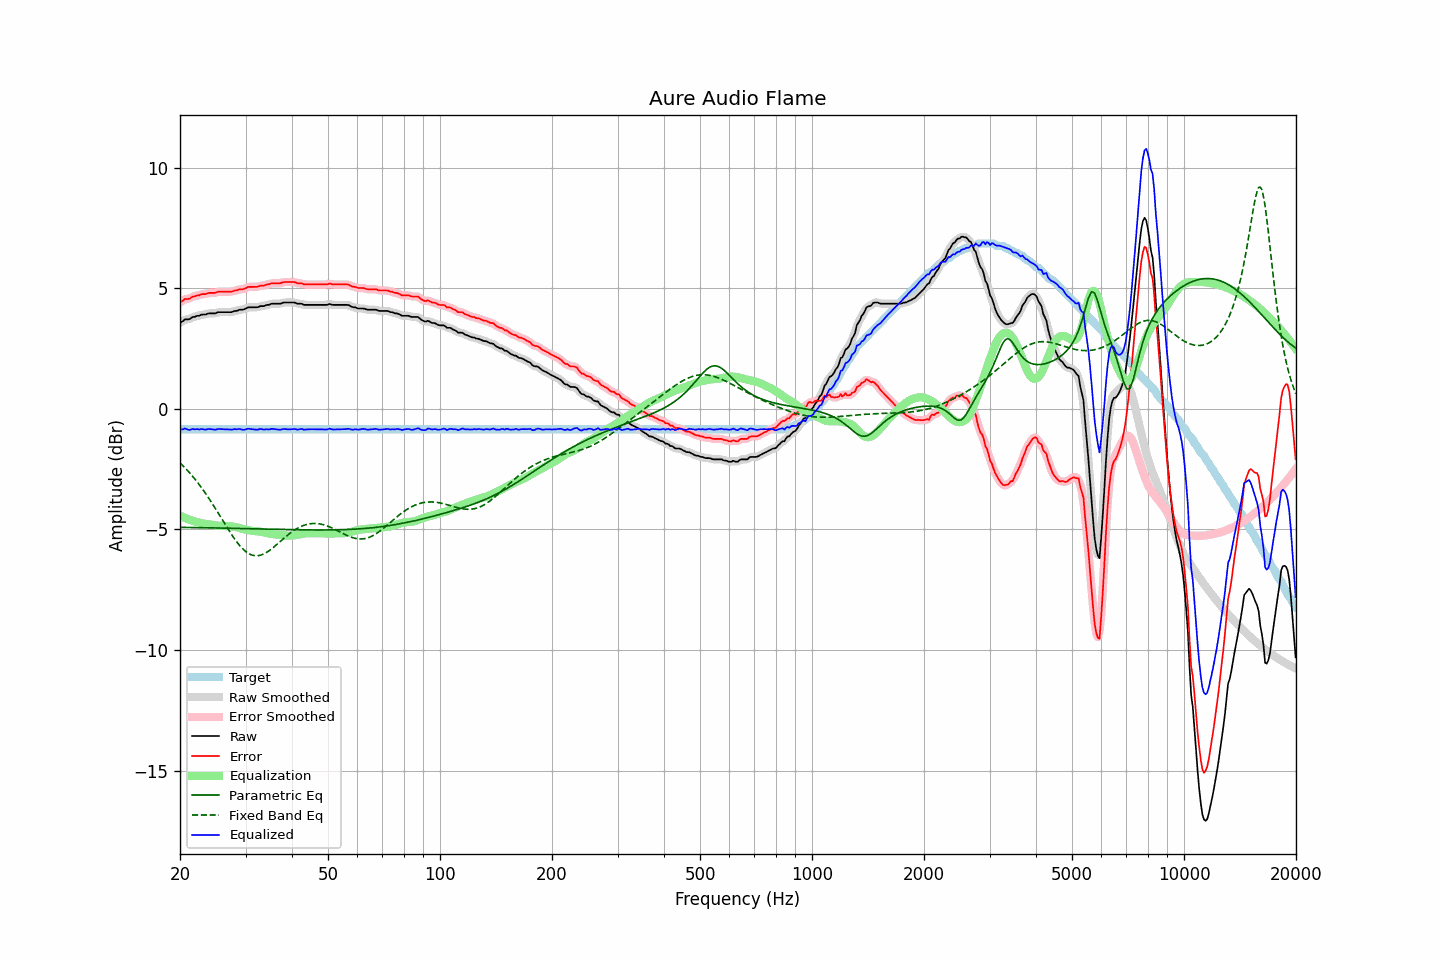 Aure Audio Flame
Amplitude (dBr)
10
5
0
−5
−10
−15
Target
Raw Smoothed
Error Smoothed
Raw
Error
Equalization
Parametric Eq
Fixed Band Eq
Equalized
20 50 100 200 500 1000 2000 5000 10000 20000
Frequency (Hz)